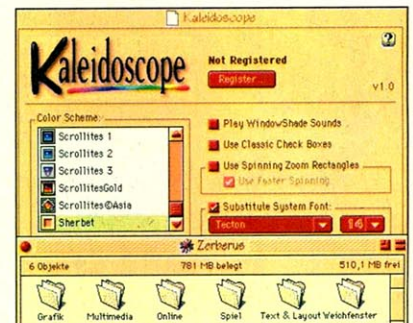 Kaleidoscope
Kaleidoscope
Not Registered
Register...
v1.0
Color Scheme:
Scrollites 1
Scrollites 2
Scrollites 3
ScrollitesGold
Scrollites©Asia
Sherbet
Play WindowShade Sounds
Use Classic Check Boxes
Use Spinning Zoom Rectangles
Use Faster Spinning
Substitute System Font:
Tecton
14
Zerberus
6 Objekte
781 MB belegt
510,1 MB frei
Grafik
Multimedia
Online
Spiel
Text & Layout
Weichfenster